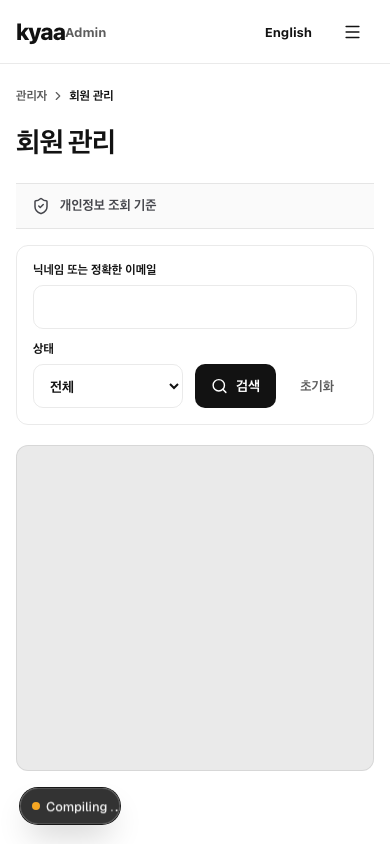 kyaa Admin English
관리자 > 회원 관리
회원 관리
개인정보 조회 기준
닉네임 또는 정확한 이메일
상태
전체 검색 초기화
Compiling ..